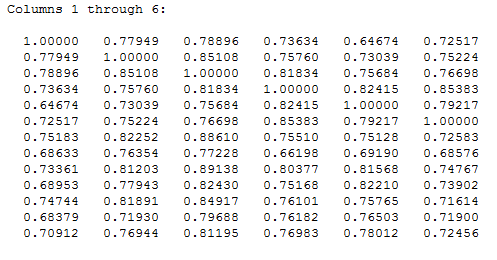 Columns 1 through 6:
1.00000 0.77949 0.78896 0.73634 0.64674 0.72517
0.77949 1.00000 0.85108 0.75760 0.73039 0.75224
0.78896 0.85108 1.00000 0.81834 0.75684 0.76698
0.73634 0.75760 0.81834 1.00000 0.82415 0.85383
0.64674 0.73039 0.75684 0.82415 1.00000 0.79217
0.72517 0.75224 0.76698 0.85383 0.79217 1.00000
0.75183 0.82252 0.88610 0.75510 0.75128 0.72583
0.68633 0.76354 0.77228 0.66198 0.69190 0.68576
0.73361 0.81203 0.89138 0.80377 0.81568 0.74767
0.68953 0.77943 0.82430 0.75168 0.82210 0.73902
0.74744 0.81891 0.84917 0.76101 0.75765 0.71614
0.68379 0.71930 0.79688 0.76182 0.76503 0.71900
0.70912 0.76944 0.81195 0.76983 0.78012 0.72456